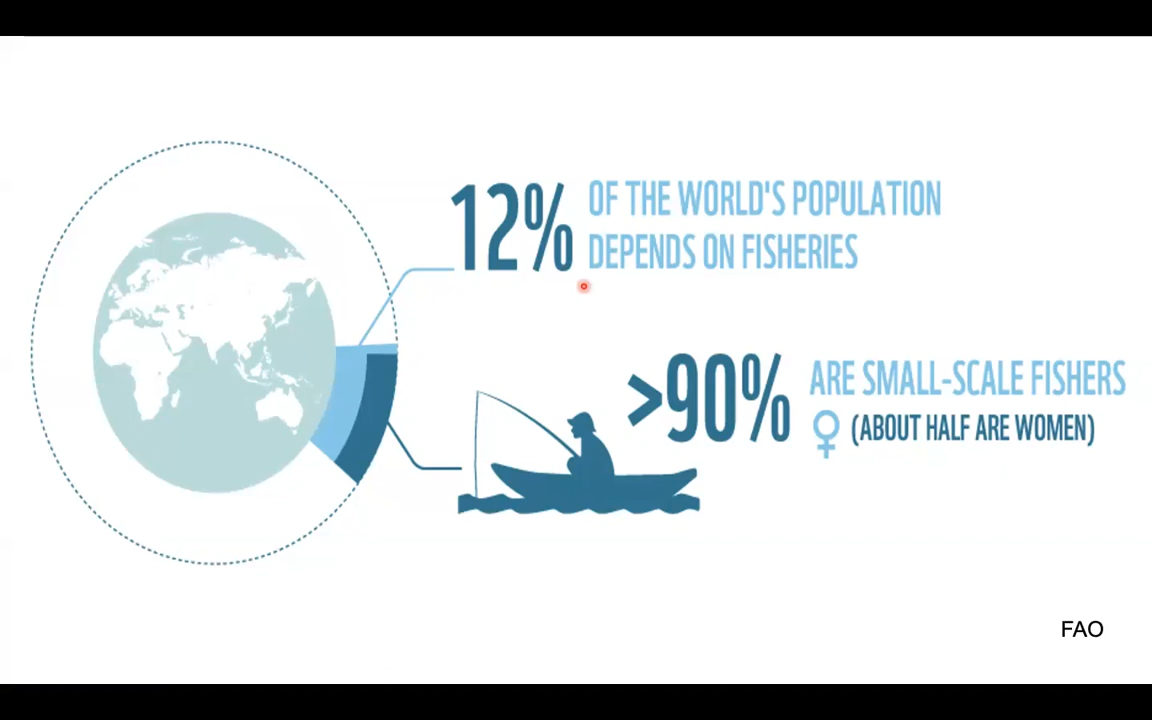 12% OF THE WORLD'S POPULATION
DEPENDS ON FISHERIES
>90% ARE SMALL-SCALE FISHERS
(ABOUT HALF ARE WOMEN)
FAO